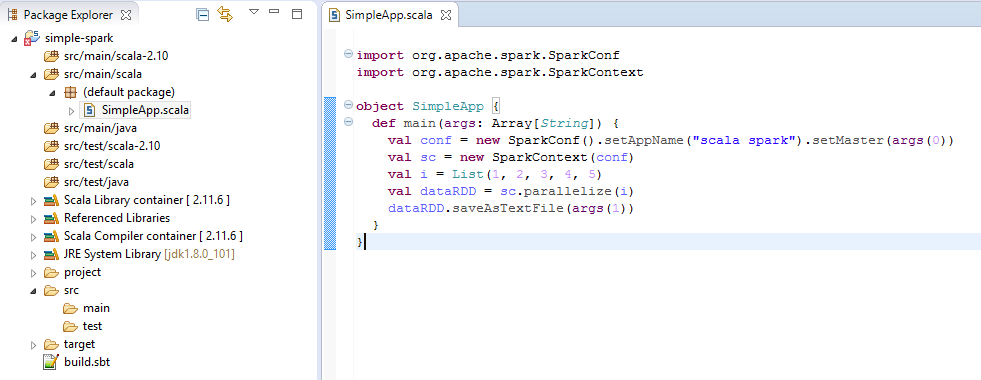 Package Explorer
simple-spark
src/main/scala-2.10
src/main/scala
(default package)
SimpleApp.scala
src/main/java
src/test/scala-2.10
src/test/scala
src/test/java
Scala Library container [ 2.11.6 ]
Referenced Libraries
Scala Compiler container [ 2.11.6 ]
JRE System Library [jdk1.8.0_101]
project
src
main
test
target
build.sbt
SimpleApp.scala
import org.apache.spark.SparkConf
import org.apache.spark.SparkContext
object SimpleApp {
def main(args: Array[String]) {
val conf = new SparkConf().setAppName("scala spark").setMaster(args(0))
val sc = new SparkContext(conf)
val i = List(1, 2, 3, 4, 5)
val dataRDD = sc.parallelize(i)
dataRDD.saveAsTextFile(args(1))
}
}